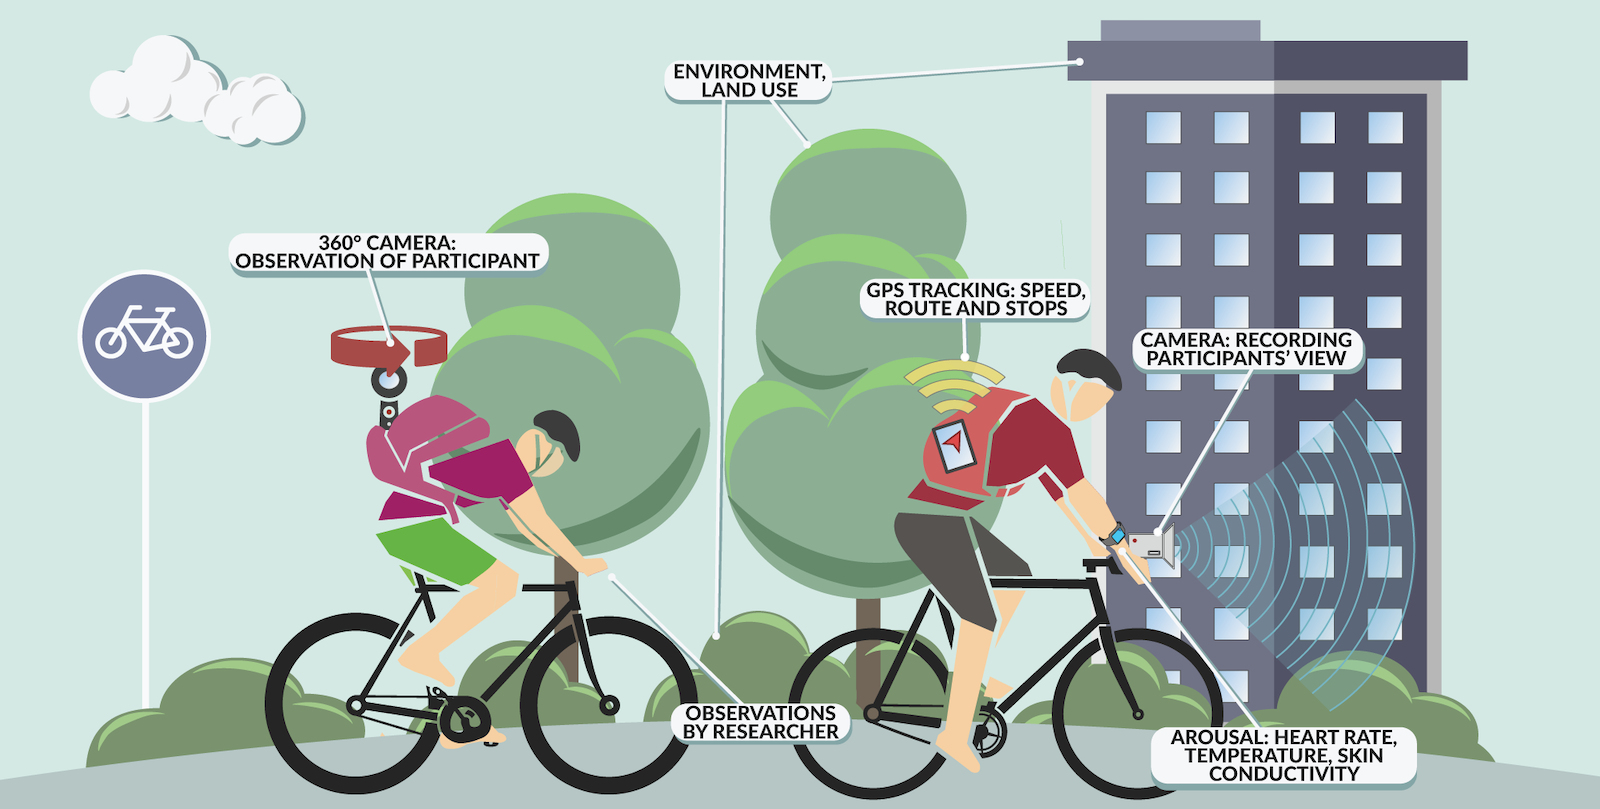 ENVIRONMENT,
LAND USE
360° CAMERA:
OBSERVATION OF PARTICIPANT
GPS TRACKING: SPEED,
ROUTE AND STOPS
CAMERA: RECORDING
PARTICIPANTS' VIEW
OBSERVATIONS
BY RESEARCHER
AROUSAL: HEART RATE,
TEMPERATURE, SKIN
CONDUCTIVITY